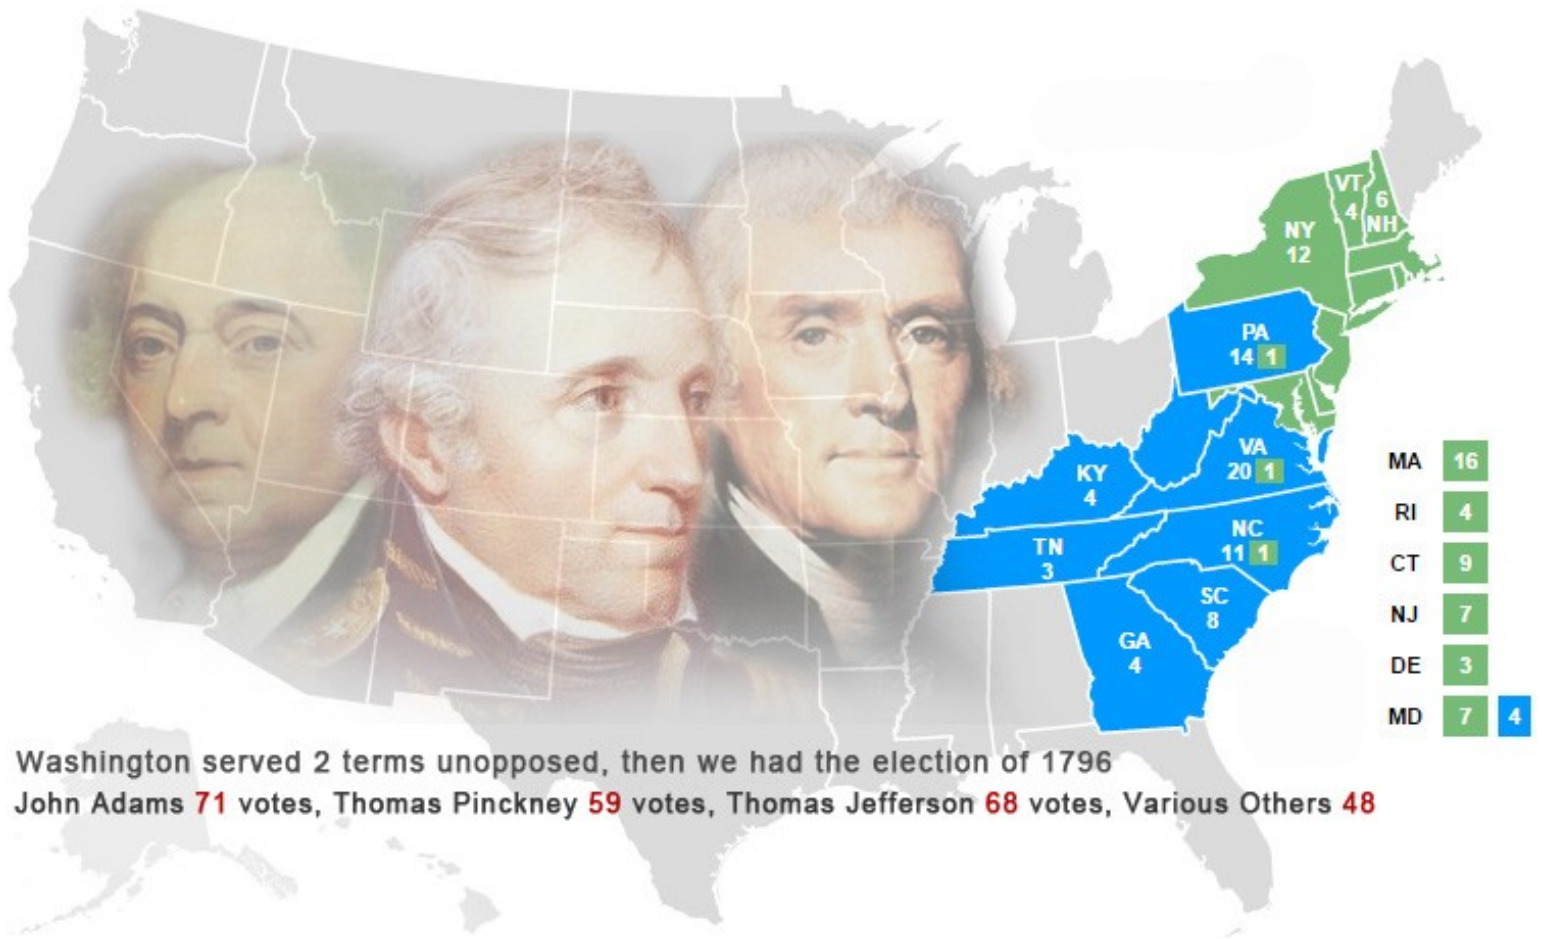 VT
4
6
NH
NY
12
PA
14 1
VA
20 1
KY
4
NC
11 1
TN
3
SC
8
GA
4
MA 16
RI 4
CT 9
NJ 7
DE 3
MD 7 4
Washington served 2 terms unopposed, then we had the election of 1796
John Adams 71 votes, Thomas Pinckney 59 votes, Thomas Jefferson 68 votes, Various Others 48